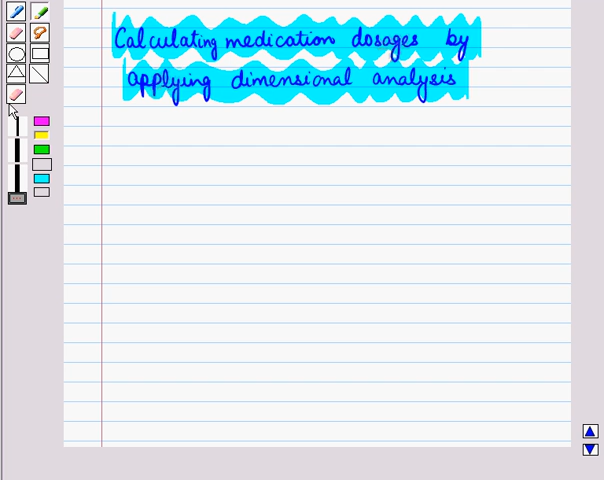 Calculating medication dosages by
applying dimensional analysis